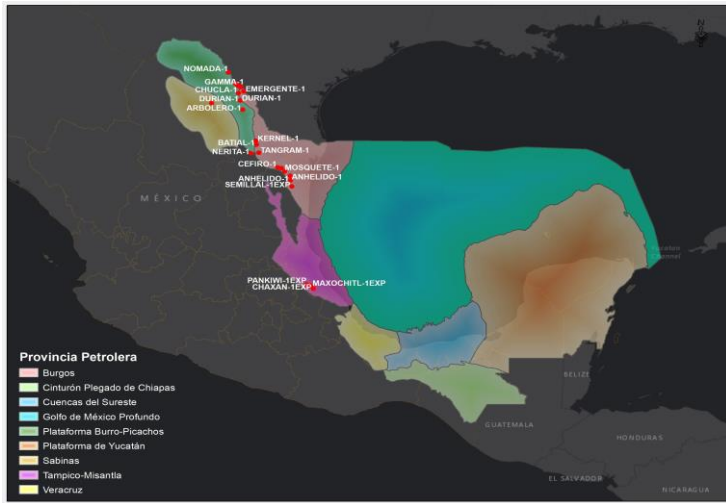 NOMADA-1
GAMMA-1
CHUCLA-1
EMERGENTE-1
DURIAN-1
DURIAN-1
ARBOLERO-1
KERNEL-1
BATIAL-1
NERITA-1
TANGRAM-1
CEFIRO-1
MOSQUETE-1
ANHELIDO-1
ANHELIDO-1
SEMILLAL-1EXP
MÉXICO
Yucatan
Channel
PANKIWI-1EXP
MAXOCHITL-1EXP
CHAXAN-1EXP
BELIZE
GUATEMALA
HONDURAS
EL SALVADOR
NICARAGUA
Provincia Petrolera
Burgos
Cinturón Plegado de Chiapas
Cuencas del Sureste
Golfo de México Profundo
Plataforma Burro-Picachos
Plataforma de Yucatán
Sabinas
Tampico-Misantla
Veracruz